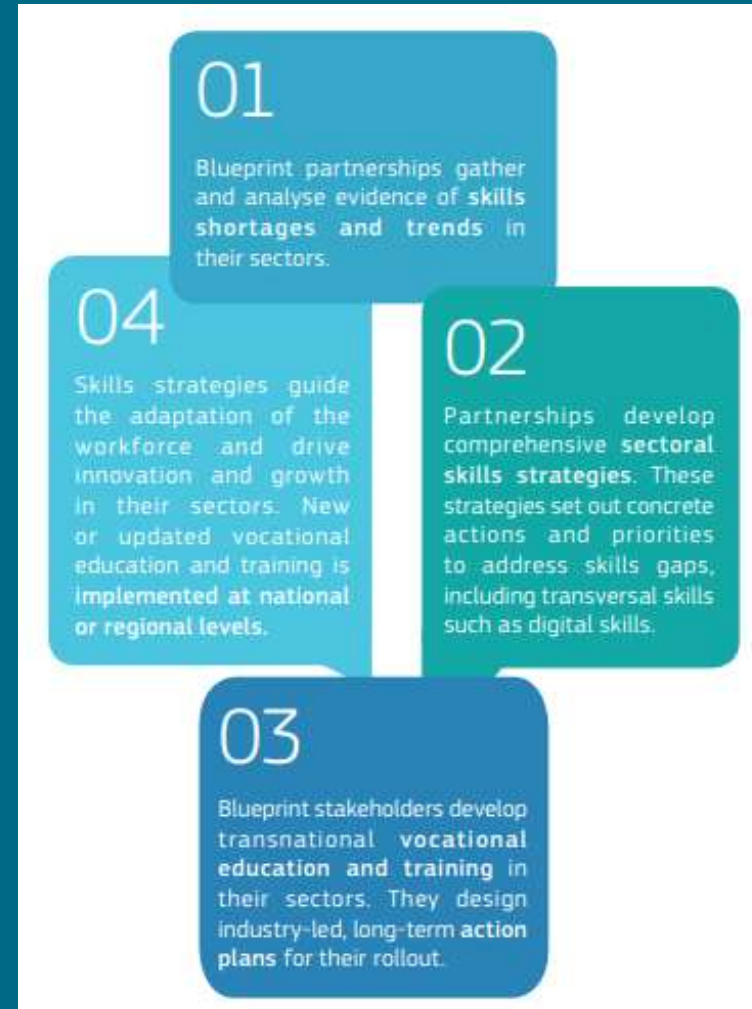 01
Blueprint partnerships gather
and analyse evidence of skills
shortages and trends in
their sectors.
02
Partnerships develop
comprehensive sectoral
skills strategies. These
strategies set out concrete
actions and priorities
to address skills gaps,
including transversal skills
such as digital skills.
03
Blueprint stakeholders develop
transnational vocational
education and training in
their sectors. They design
industry-led, long-term action
plans for their rollout.
04
Skills strategies guide
the adaptation of the
workforce and drive
innovation and growth
in their sectors. New
or updated vocational
education and training is
implemented at national
or regional levels.